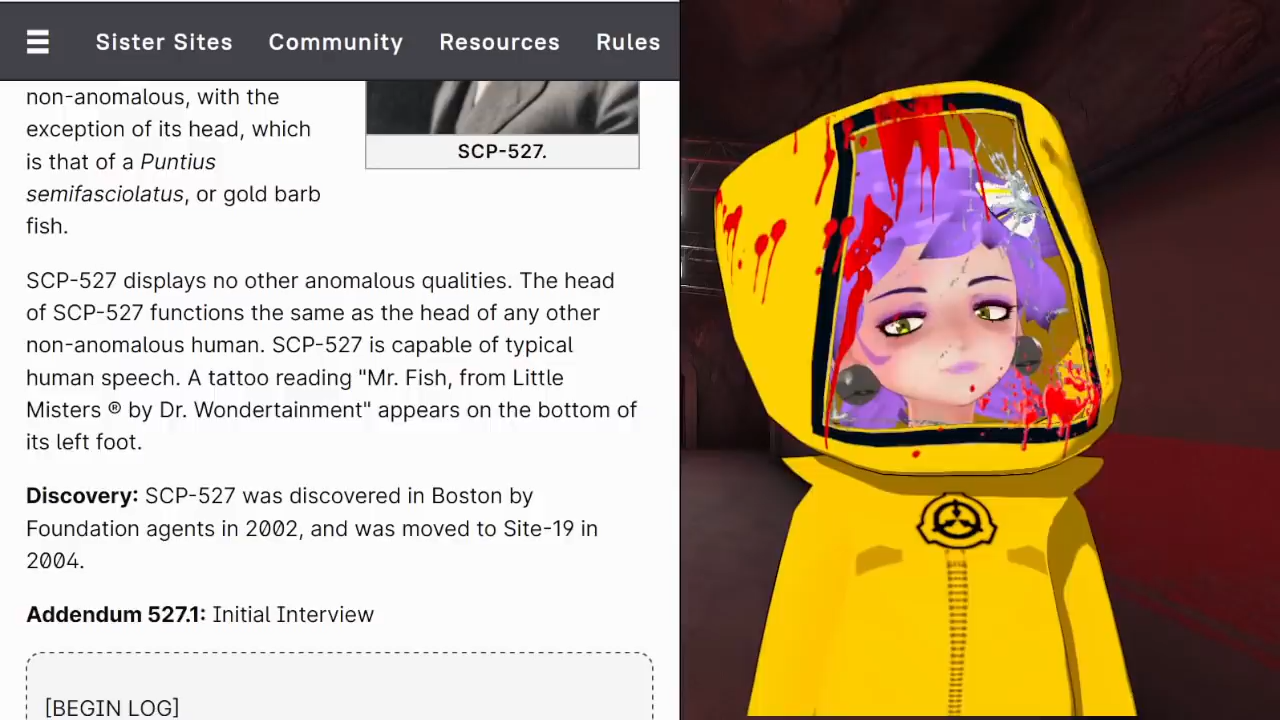 Sister Sites Community Resources Rules
non-anomalous, with the
exception of its head, which
is that of a Puntius
semifasciolatus, or gold barb
fish.
SCP-527.
SCP-527 displays no other anomalous qualities. The head
of SCP-527 functions the same as the head of any other
non-anomalous human. SCP-527 is capable of typical
human speech. A tattoo reading "Mr. Fish, from Little
Misters ® by Dr. Wondertainment" appears on the bottom of
its left foot.
Discovery: SCP-527 was discovered in Boston by
Foundation agents in 2002, and was moved to Site-19 in
2004.
Addendum 527.1: Initial Interview
[BEGIN LOG]